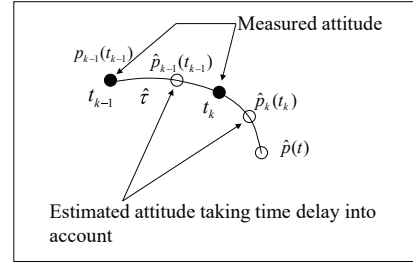 Measured attitude
p_{k-1}(t_{k-1})
p̂_{k-1}(t_{k-1})
t_{k-1}
τ̂
t_k
p̂_k(t_k)
p̂(t)
Estimated attitude taking time delay into
account